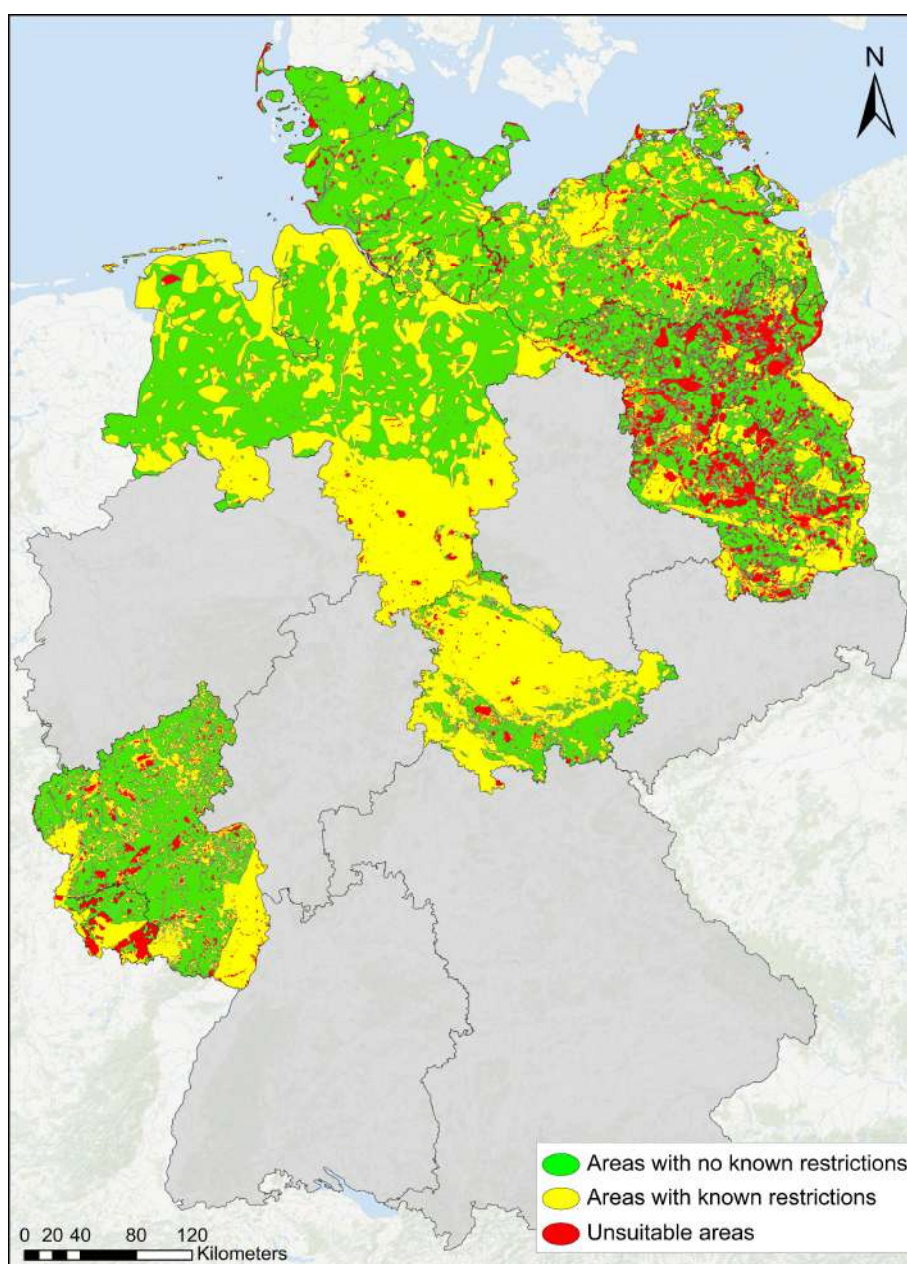 N
Areas with no known restrictions
Areas with known restrictions
Unsuitable areas
0 20 40 80 120
Kilometers